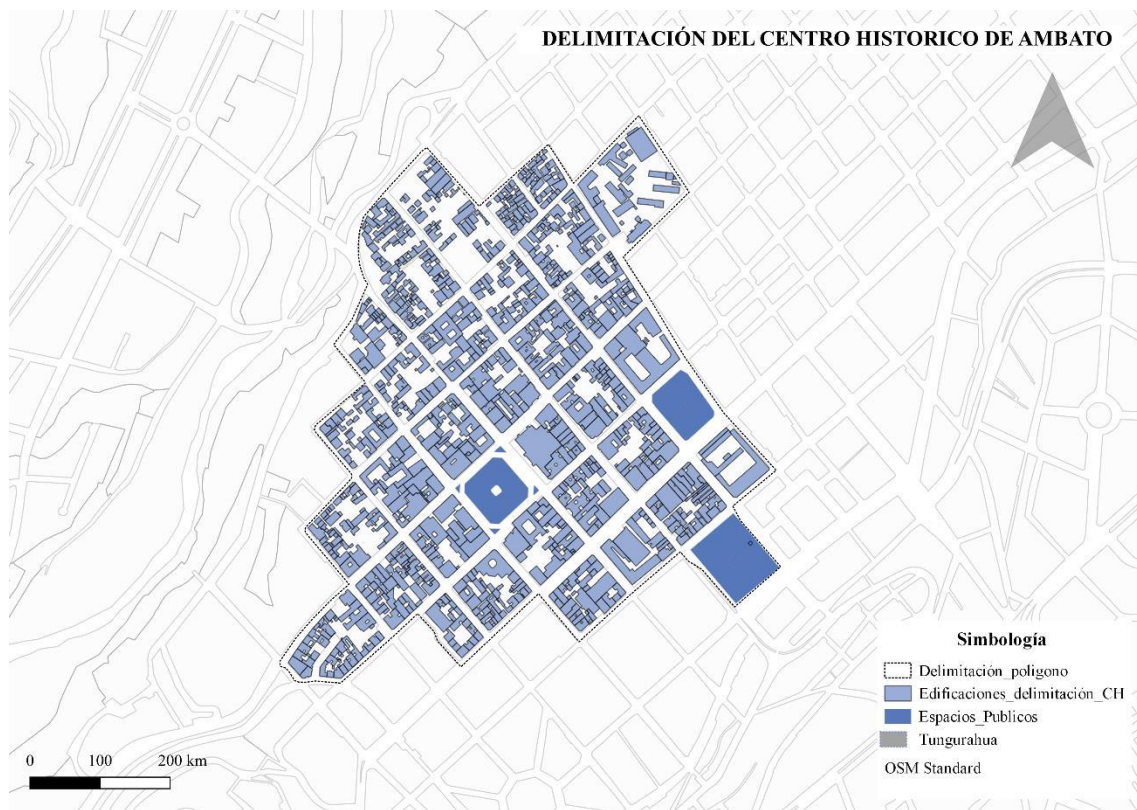 DELIMITACIÓN DEL CENTRO HISTORICO DE AMBATO
Simbología
Delimitación_poligono
Edificaciones_delimitación_CH
Espacios_Publicos
Tungurahua
OSM Standard
0 100 200 km